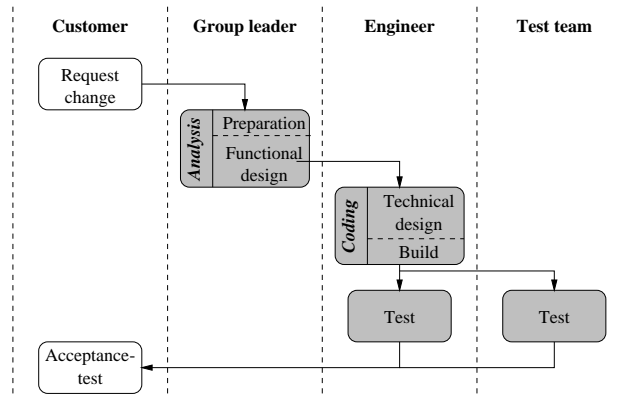 Customer
Group leader
Engineer
Test team
Request
change
Analysis
Preparation
Functional
design
Coding
Technical
design
Build
Test
Test
Acceptance-
test